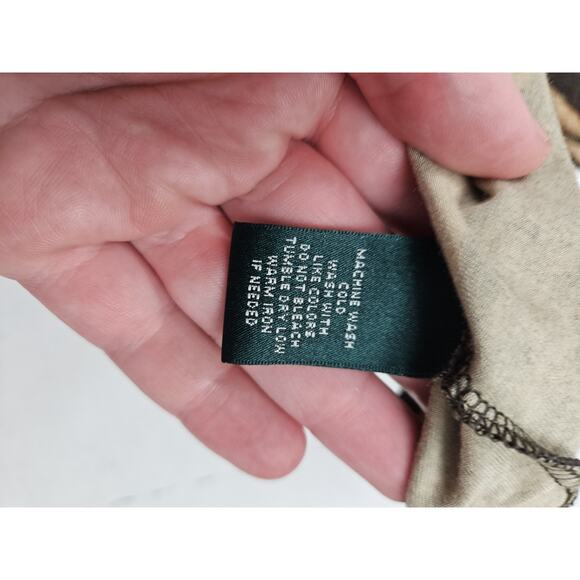 MACHINE WASH
COLD
WASH WITH
LIKE COLORS
DO NOT BLEACH
TUMBLE DRY LOW
WARM IRON
IF NEEDED